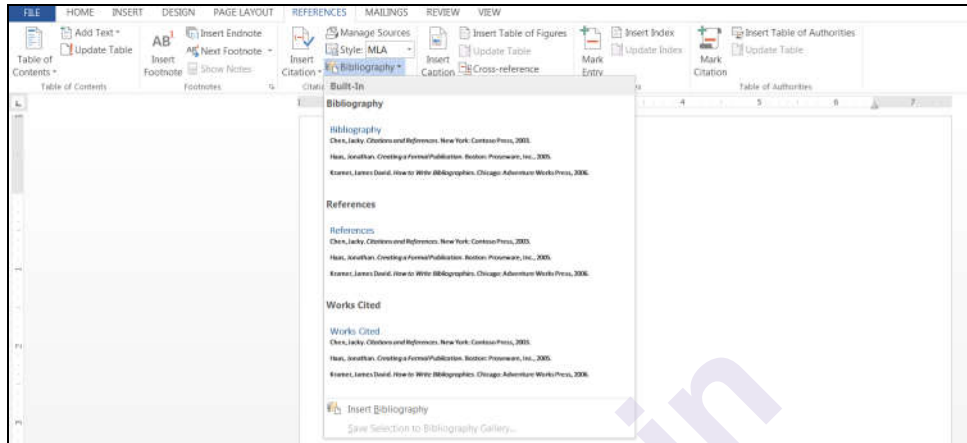 FILE HOME INSERT DESIGN PAGE LAYOUT REFERENCES MAILINGS REVIEW VIEW
Table of Contents
Add Text
Update Table
Table of Contents
AB1
Insert Footnote
Insert Endnote
Next Footnote
Show Notes
Footnotes
Insert Citation
Manage Sources
Style: MLA
Bibliography
Insert Caption
Insert Table of Figures
Update Table
Cross-reference
Mark Entry
Insert Index
Update Index
Mark Citation
Insert Table of Authorities
Update Table
Table of Authorities
Built-In
Bibliography
Bibliography
Chen, Jacky. Citations and References. New York: Contoso Press, 2003.
Haas, Jonathan. Creating a Formal Publication. Boston: Proseware, Inc., 2005.
Kramer, James David. How to Write Bibliographies. Chicago: Adventure Works Press, 2006.
References
References
Chen, Jacky. Citations and References. New York: Contoso Press, 2003.
Haas, Jonathan. Creating a Formal Publication. Boston: Proseware, Inc., 2005.
Kramer, James David. How to Write Bibliographies. Chicago: Adventure Works Press, 2006.
Works Cited
Works Cited
Chen, Jacky. Citations and References. New York: Contoso Press, 2003.
Haas, Jonathan. Creating a Formal Publication. Boston: Proseware, Inc., 2005.
Kramer, James David. How to Write Bibliographies. Chicago: Adventure Works Press, 2006.
Insert Bibliography
Save Selection to Bibliography Gallery...
4 5 6 7
in